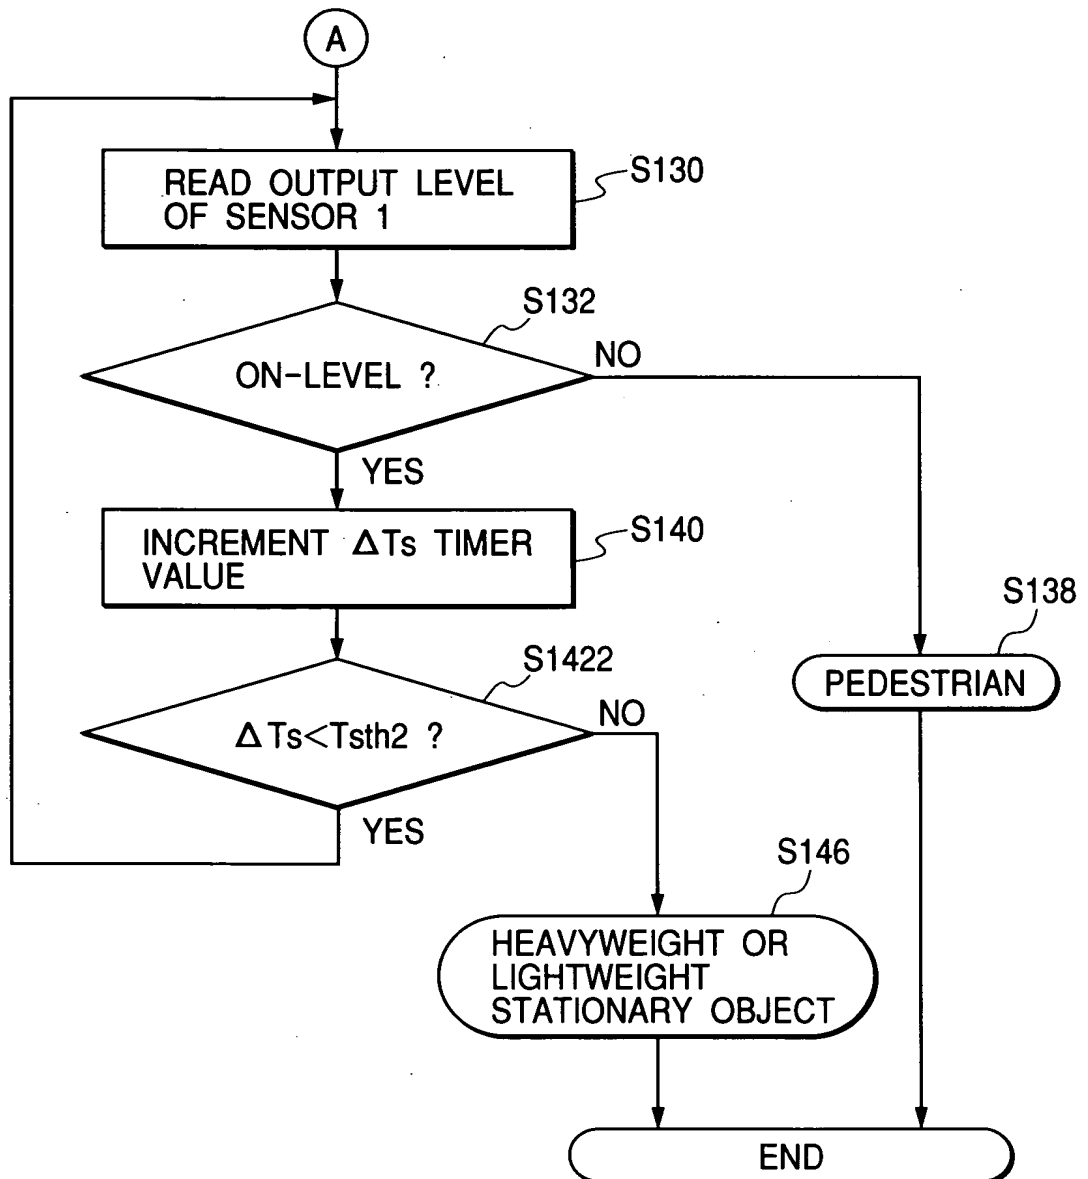 A
READ OUTPUT LEVEL
OF SENSOR 1
S130
S132
ON-LEVEL ?
NO
YES
INCREMENT ΔTs TIMER
VALUE
S140
S138
PEDESTRIAN
S1422
ΔTs<Tsth2 ?
NO
YES
S146
HEAVYWEIGHT OR
LIGHTWEIGHT
STATIONARY OBJECT
END